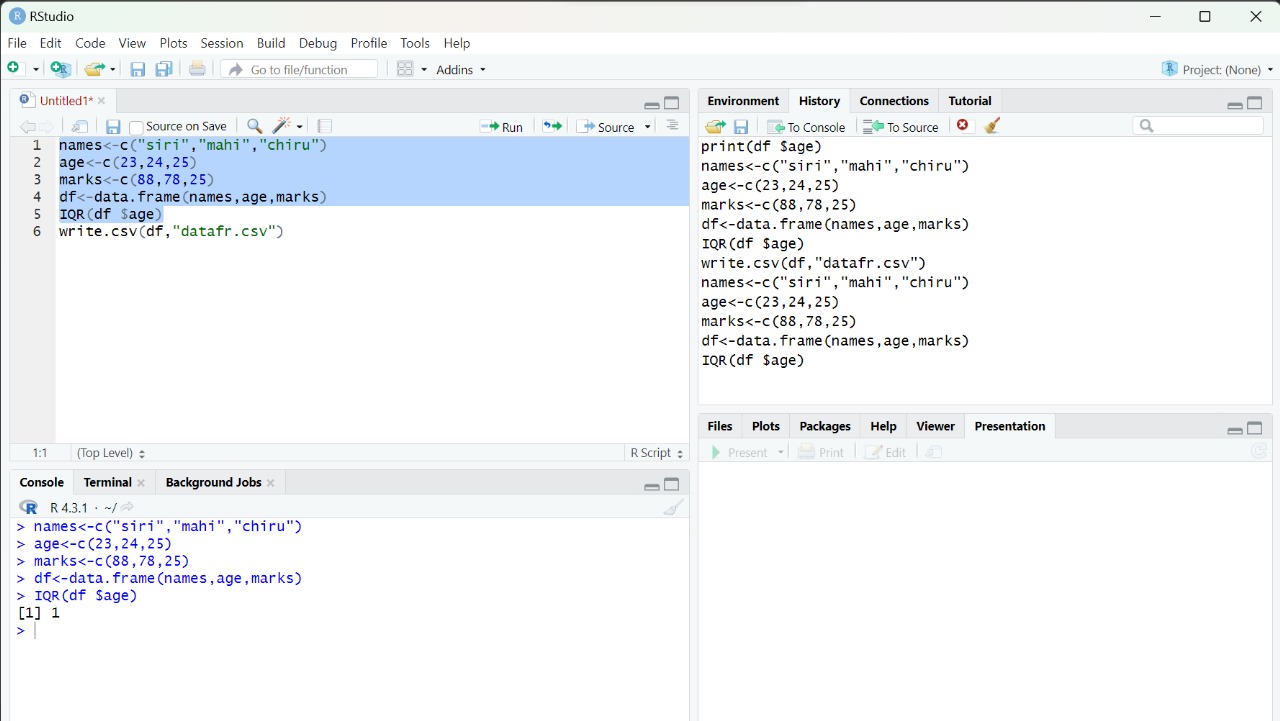 RStudio
File Edit Code View Plots Session Build Debug Profile Tools Help
Go to file/function Addins Project: (None)
Untitled1*
Source on Save Run Source
1 names<-c("siri","mahi","chiru")
2 age<-c(23,24,25)
3 marks<-c(88,78,25)
4 df<-data.frame(names,age,marks)
5 IQR(df $age)
6 write.csv(df,"datafr.csv")
1:1 (Top Level) R Script
Console Terminal Background Jobs
R 4.3.1 · ~/
> names<-c("siri","mahi","chiru")
> age<-c(23,24,25)
> marks<-c(88,78,25)
> df<-data.frame(names,age,marks)
> IQR(df $age)
[1] 1
>
Environment History Connections Tutorial
To Console To Source
print(df $age)
names<-c("siri","mahi","chiru")
age<-c(23,24,25)
marks<-c(88,78,25)
df<-data.frame(names,age,marks)
IQR(df $age)
write.csv(df,"datafr.csv")
names<-c("siri","mahi","chiru")
age<-c(23,24,25)
marks<-c(88,78,25)
df<-data.frame(names,age,marks)
IQR(df $age)
Files Plots Packages Help Viewer Presentation
Present Print Edit